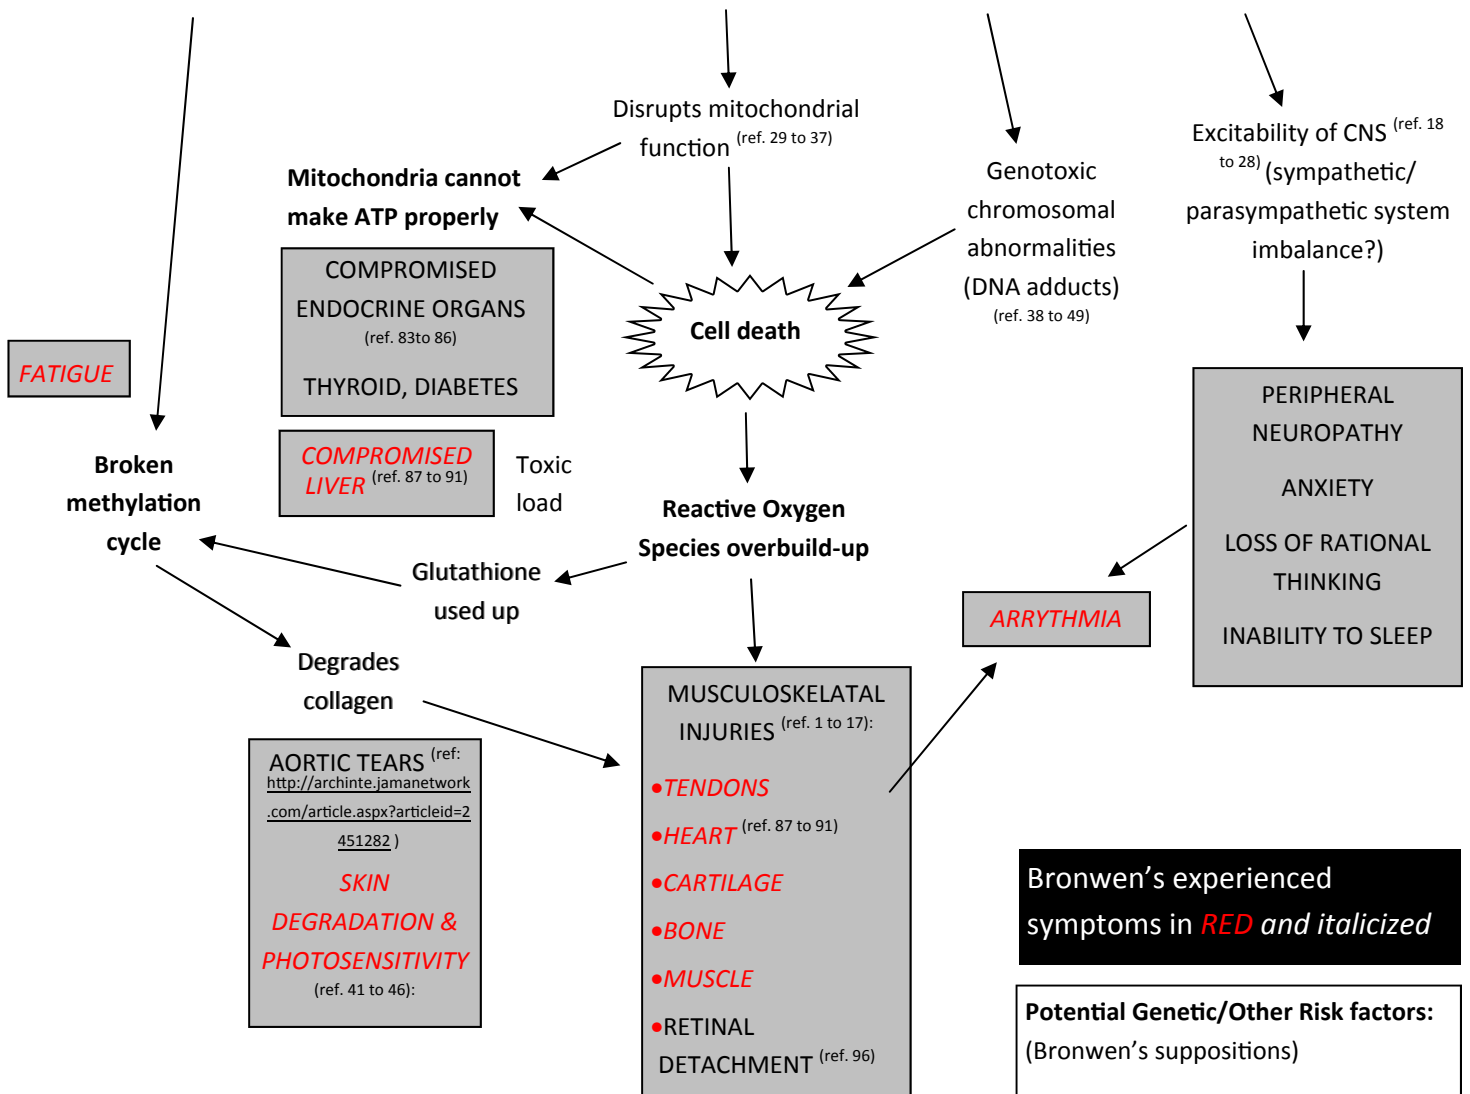 Disrupts mitochondrial
function (ref. 29 to 37)
Excitability of CNS (ref. 18
to 28) (sympathetic/
parasympathetic system
imbalance?)
Mitochondria cannot
make ATP properly
Genotoxic
chromosomal
abnormalities
(DNA adducts)
(ref. 38 to 49)
COMPROMISED
ENDOCRINE ORGANS
(ref. 83to 86)
THYROID, DIABETES
Cell death
FATIGUE
PERIPHERAL
NEUROPATHY
ANXIETY
LOSS OF RATIONAL
THINKING
INABILITY TO SLEEP
COMPROMISED
LIVER (ref. 87 to 91)
Toxic
load
Broken
methylation
cycle
Reactive Oxygen
Species overbuild-up
Glutathione
used up
ARRYTHMIA
Degrades
collagen
MUSCULOSKELATAL
INJURIES (ref. 1 to 17):
•TENDONS
•HEART (ref. 87 to 91)
•CARTILAGE
•BONE
•MUSCLE
•RETINAL
DETACHMENT (ref. 96)
AORTIC TEARS (ref:
http://archinte.jamanetwork
.com/article.aspx?articleid=2
451282 )
SKIN
DEGRADATION &
PHOTOSENSITIVITY
(ref. 41 to 46):
Bronwen’s experienced
symptoms in RED and italicized
Potential Genetic/Other Risk factors:
(Bronwen’s suppositions)